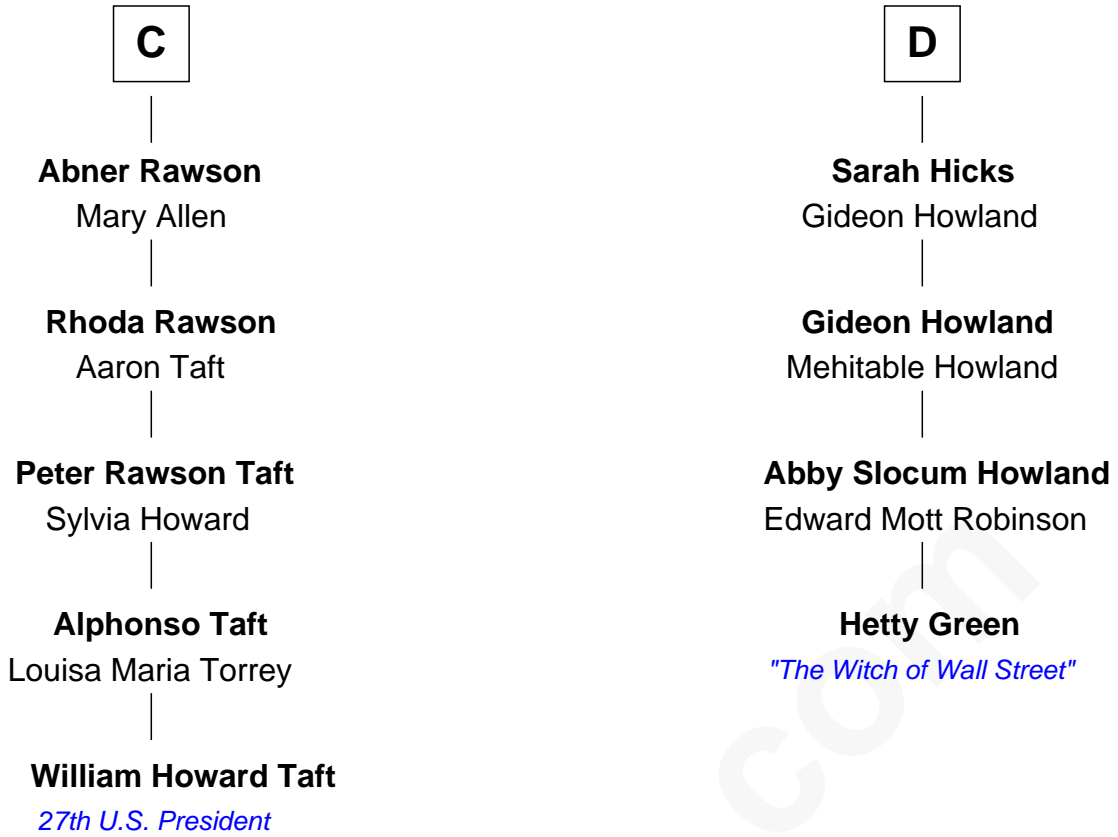 C
Abner Rawson
Mary Allen
Rhoda Rawson
Aaron Taft
Peter Rawson Taft
Sylvia Howard
Alphonso Taft
Louisa Maria Torrey
William Howard Taft
27th U.S. President
D
Sarah Hicks
Gideon Howland
Gideon Howland
Mehitable Howland
Abby Slocum Howland
Edward Mott Robinson
Hetty Green
"The Witch of Wall Street"
com